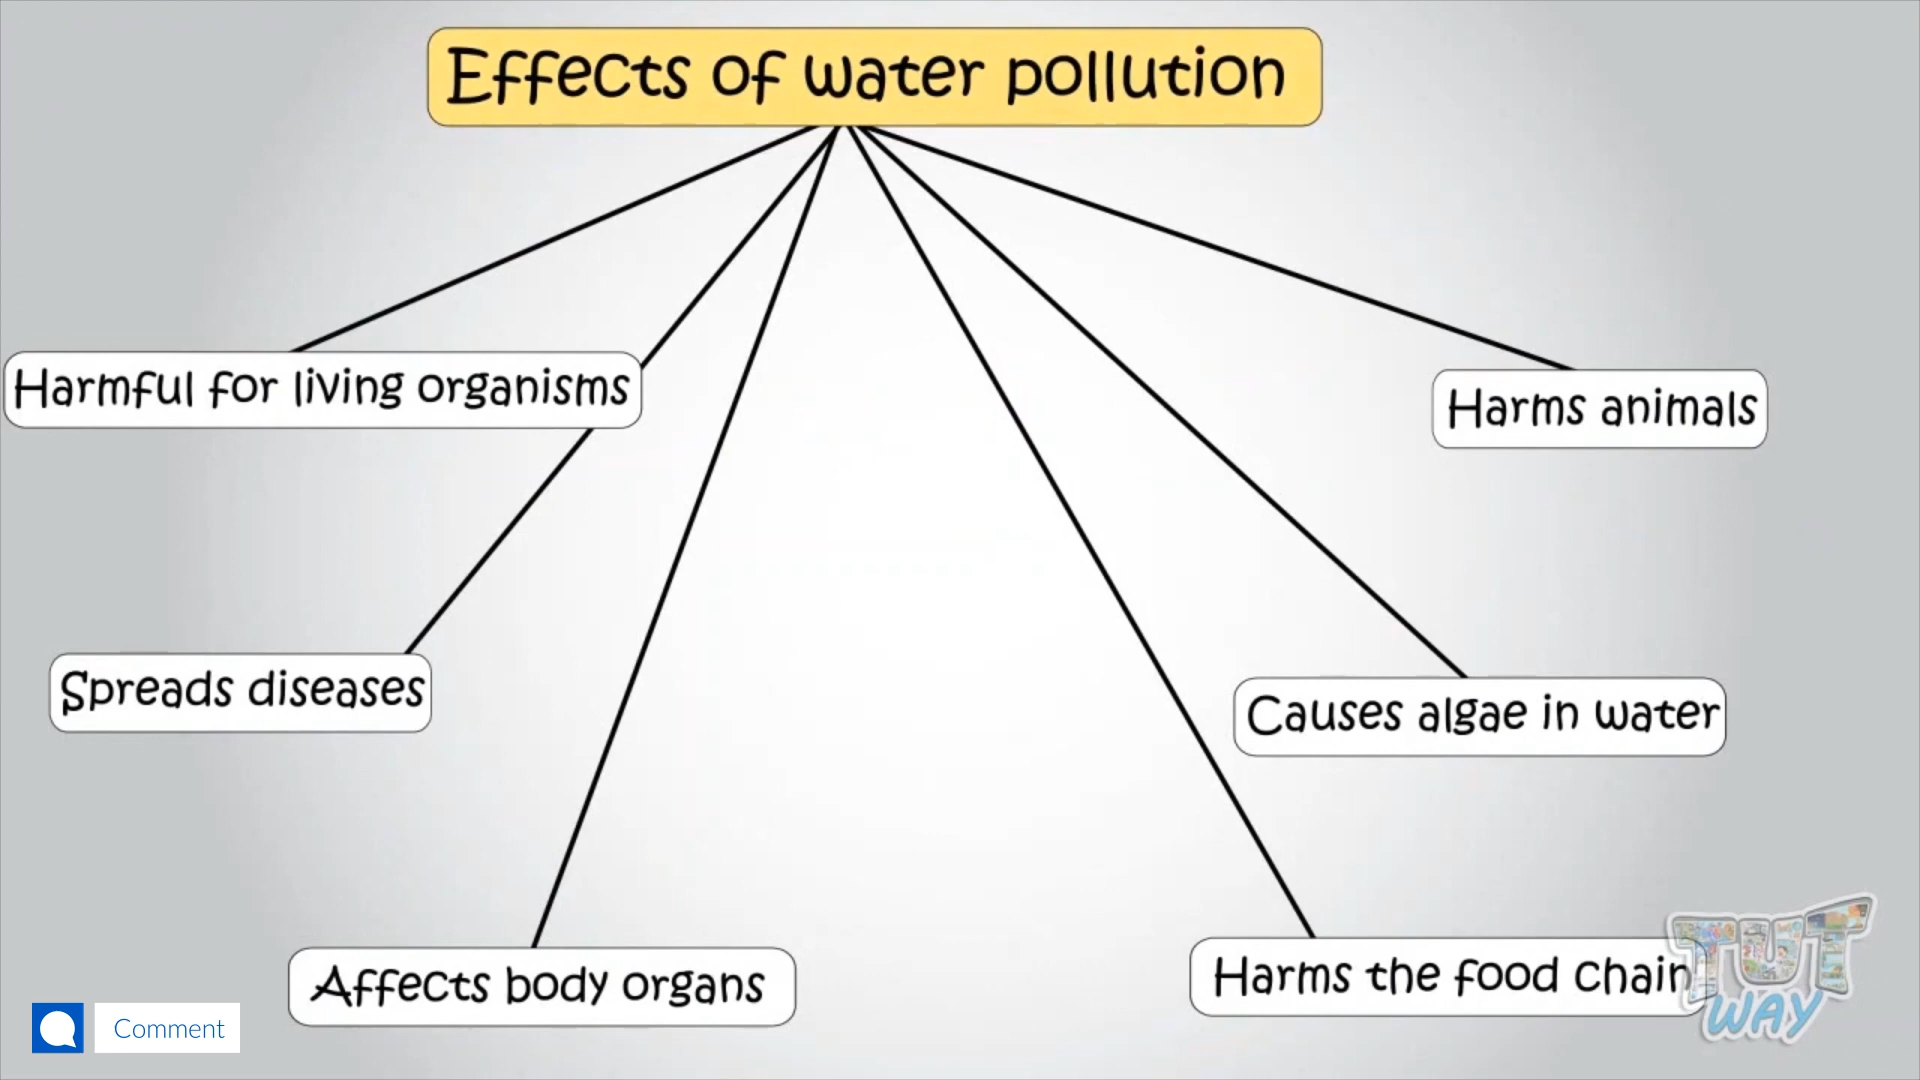 Effects of water pollution
Harmful for living organisms
Harms animals
Spreads diseases
Causes algae in water
Affects body organs
Harms the food chain
TUT
WAY
Comment